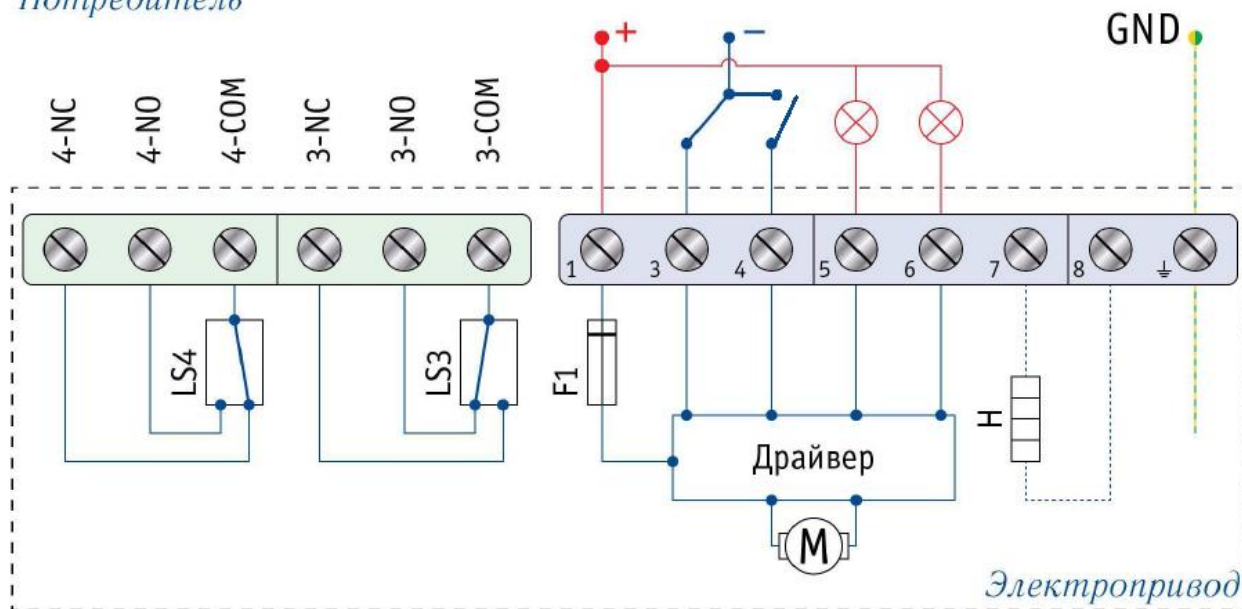 Потребитель
+
−
GND
4-NC
4-NO
4-COM
3-NC
3-NO
3-COM
1
3
4
5
6
7
8
LS4
LS3
F1
H
Драйвер
M
Электропривод